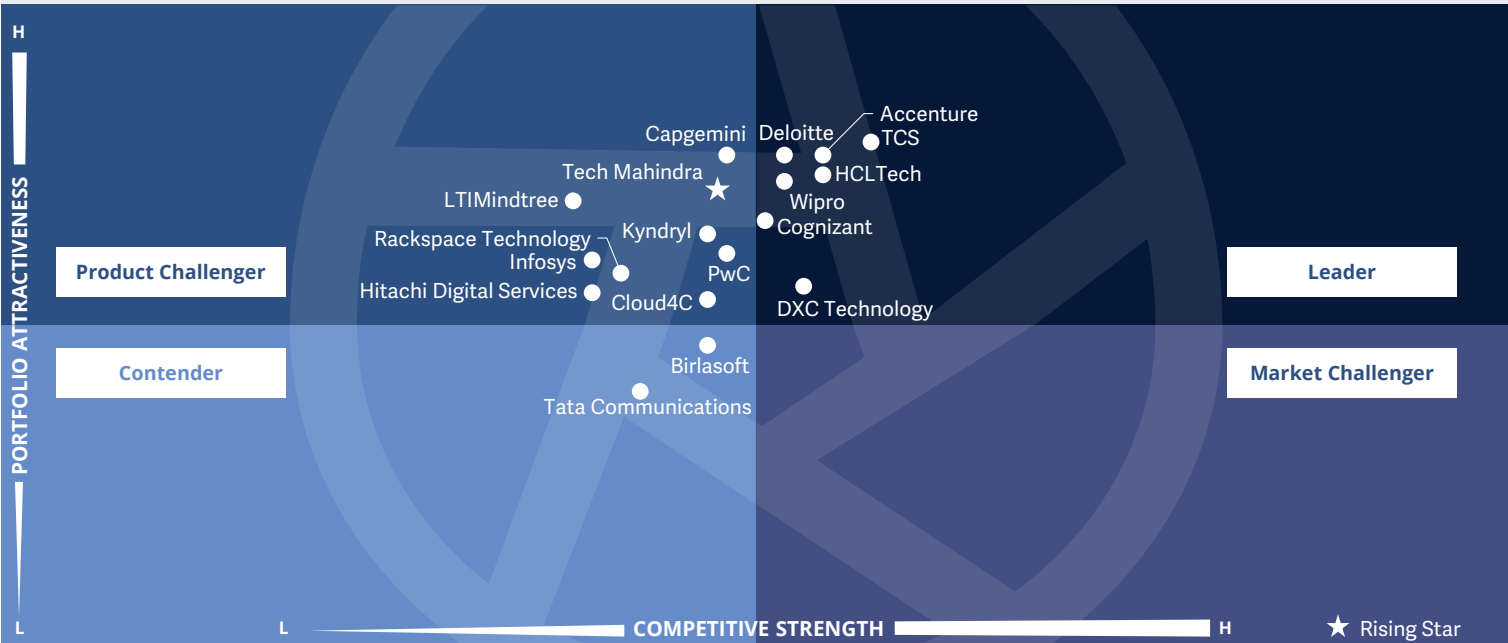 H
PORTFOLIO ATTRACTIVENESS
L
Accenture
Capgemini
Deloitte
TCS
Tech Mahindra
HCLTech
LTIMindtree
Wipro
Kyndryl
Cognizant
Rackspace Technology
Infosys
PwC
Product Challenger
Leader
Hitachi Digital Services
Cloud4C
DXC Technology
Birlasoft
Contender
Market Challenger
Tata Communications
L
COMPETITIVE STRENGTH
H
Rising Star